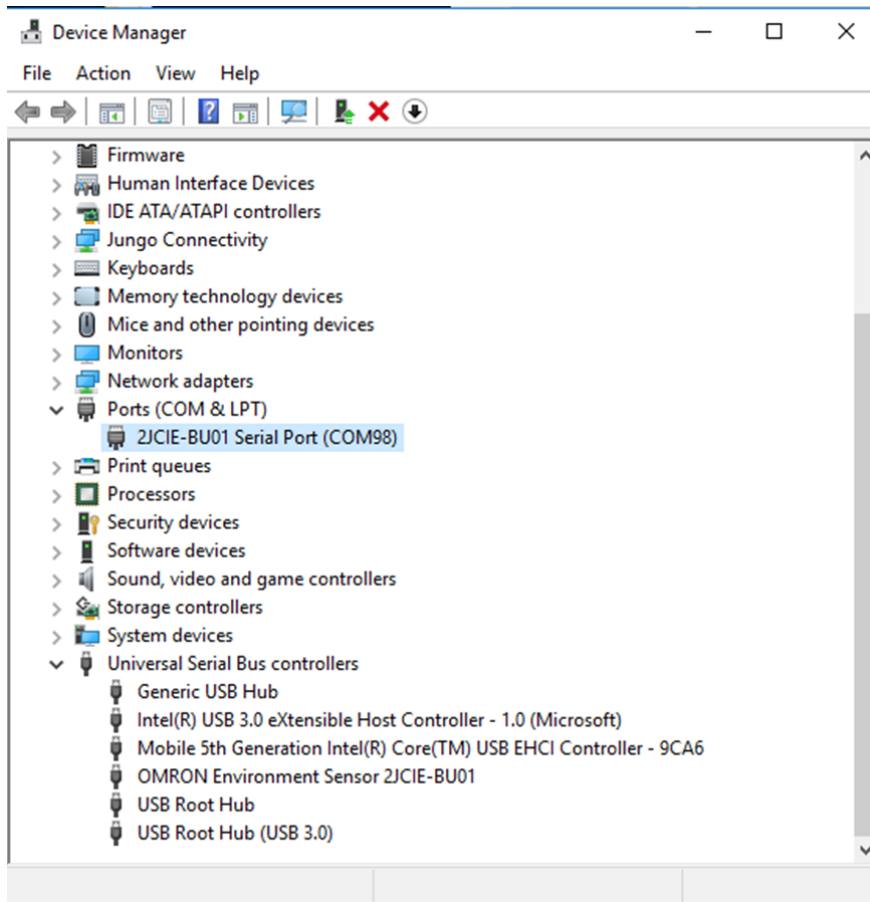 Device Manager
File Action View Help
Firmware
Human Interface Devices
IDE ATA/ATAPI controllers
Jungo Connectivity
Keyboards
Memory technology devices
Mice and other pointing devices
Monitors
Network adapters
Ports (COM & LPT)
2JCIE-BU01 Serial Port (COM98)
Print queues
Processors
Security devices
Software devices
Sound, video and game controllers
Storage controllers
System devices
Universal Serial Bus controllers
Generic USB Hub
Intel(R) USB 3.0 eXtensible Host Controller - 1.0 (Microsoft)
Mobile 5th Generation Intel(R) Core(TM) USB EHCI Controller - 9CA6
OMRON Environment Sensor 2JCIE-BU01
USB Root Hub
USB Root Hub (USB 3.0)